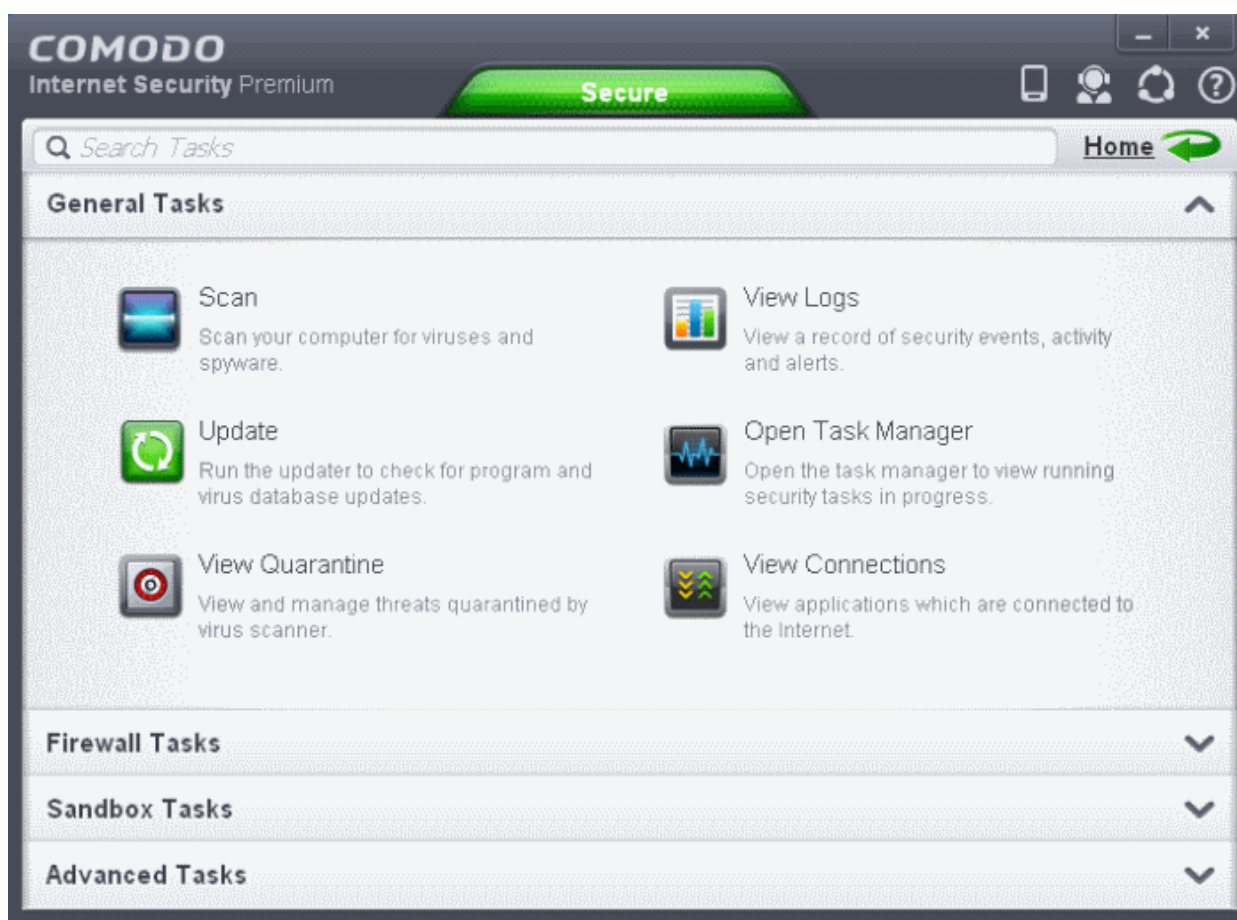 COMODO
Internet Security Premium
Secure
Search Tasks
Home
General Tasks
Scan
Scan your computer for viruses and
spyware.
View Logs
View a record of security events, activity
and alerts.
Update
Run the updater to check for program and
virus database updates.
Open Task Manager
Open the task manager to view running
security tasks in progress.
View Quarantine
View and manage threats quarantined by
virus scanner.
View Connections
View applications which are connected to
the Internet.
Firewall Tasks
Sandbox Tasks
Advanced Tasks